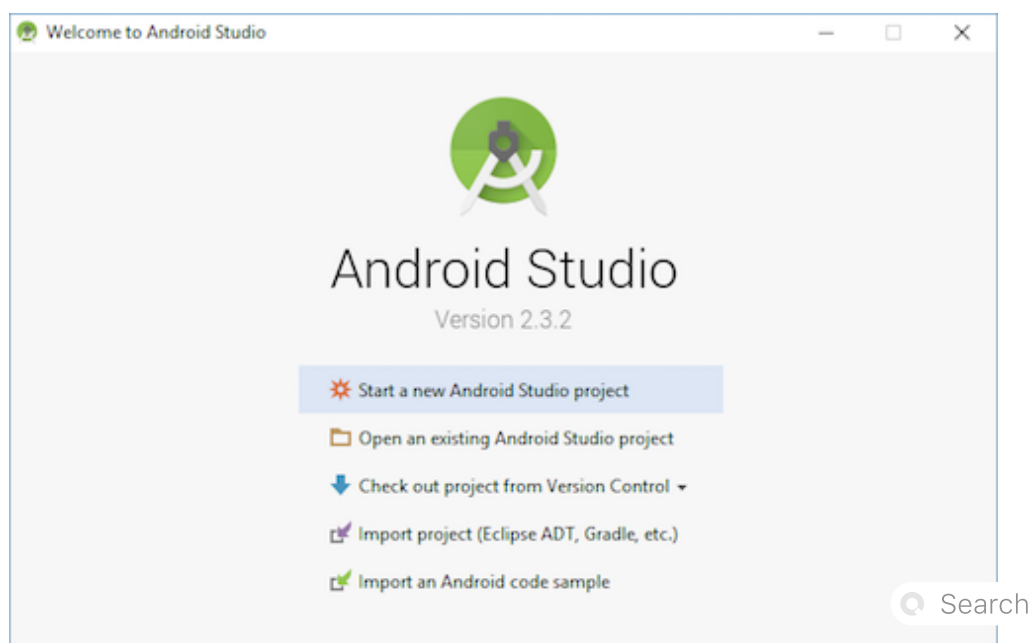 Welcome to Android Studio
Android Studio
Version 2.3.2
Start a new Android Studio project
Open an existing Android Studio project
Check out project from Version Control
Import project (Eclipse ADT, Gradle, etc.)
Import an Android code sample
Search